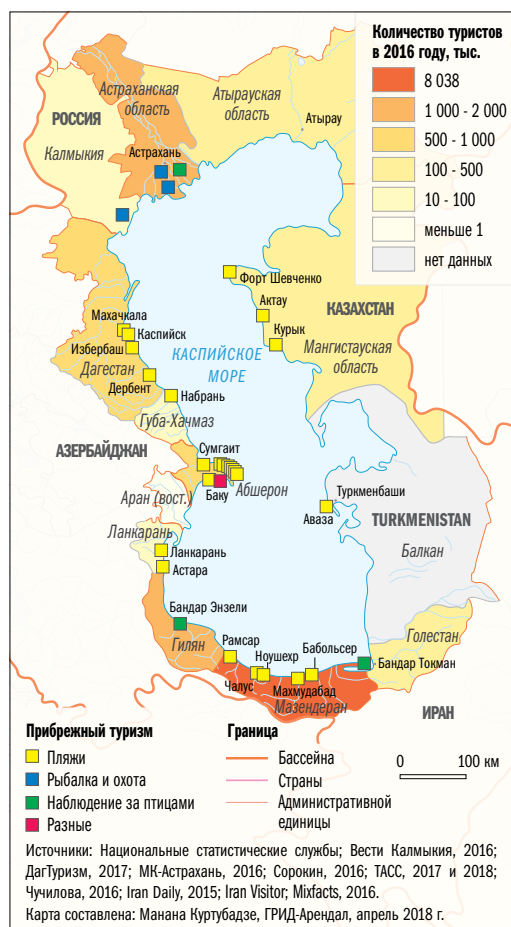 Количество туристов
в 2016 году, тыс.
8 038
1 000 - 2 000
500 - 1 000
100 - 500
10 - 100
меньше 1
нет данных
Астраханская
область
Атырауская
область
Атырау
РОССИЯ
Калмыкия
Астрахань
Форт Шевченко
Актау
КАЗАХСТАН
Курык
Мангистауская
область
Махачкала
Каспийск
Избербаш
КАСПИЙСКОЕ
МОРЕ
Дагестан
Дербент
Набрань
Губа-Хачмаз
АЗЕРБАЙДЖАН
Сумгаит
Абшерон
Баку
Аран (вост.)
Туркменбаши
Аваза
TURKMENISTAN
Балкан
Ланкарань
Ланкарань
Астара
Бандар Энзели
Гилян
Рамсар
Ноушехр
Бабольсер
Голестан
Бандар Токман
Чалус
Махмудабад
Мазендеран
ИРАН
Прибрежный туризм
Пляжи
Рыбалка и охота
Наблюдение за птицами
Разные
Граница
Бассейна
Страны
Административной
единицы
0 100 км
Источники: Национальные статистические службы; Вести Калмыкия, 2016;
ДагТуризм, 2017; МК-Астрахань, 2016; Сорокин, 2016; ТАСС, 2017 и 2018;
Чучилова, 2016; Iran Daily, 2015; Iran Visitor; Mixfacts, 2016.
Карта составлена: Манана Куртубадзе, ГРИД-Арендал, апрель 2018 г.